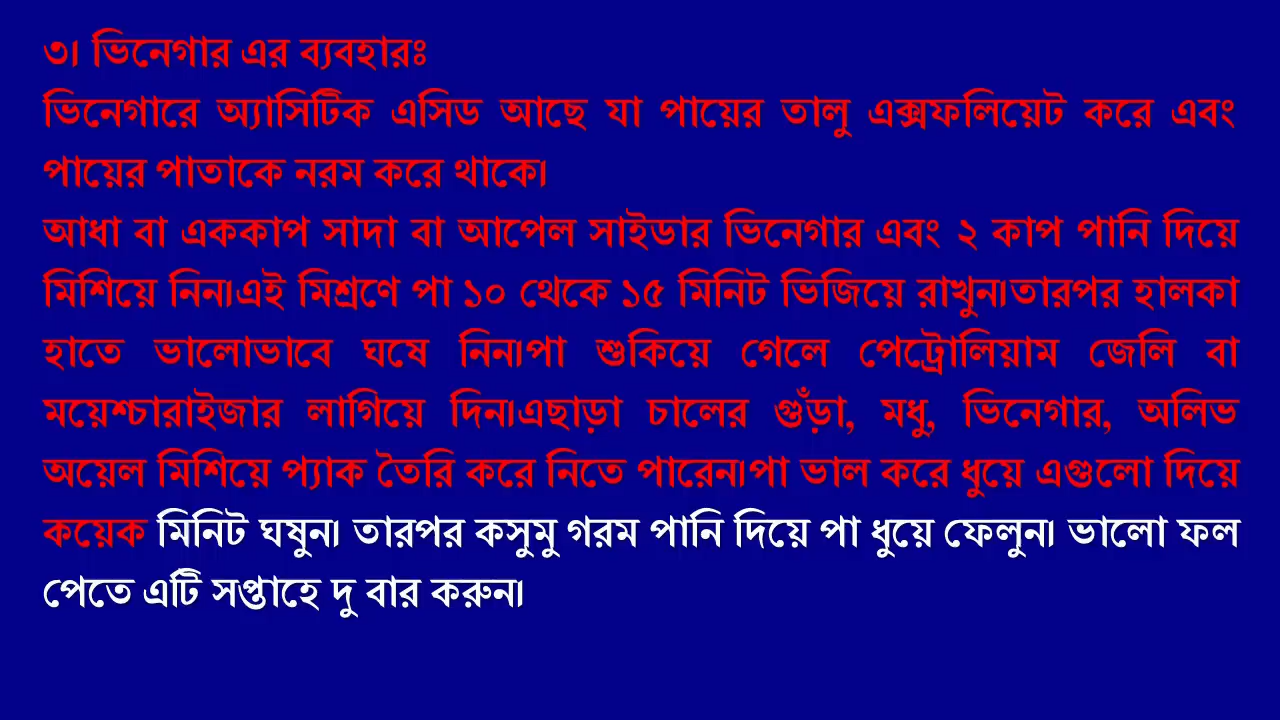 ৩। ভিনেগার এর ব্যবহারঃ
ভিনেগারে অ্যাসিটিক এসিড আছে যা পায়ের তালু এক্সফলিয়েট করে এবং
পায়ের পাতাকে নরম করে থাকে।
আধা বা এককাপ সাদা বা আপেল সাইডার ভিনেগার এবং ২ কাপ পানি দিয়ে
মিশিয়ে নিন।এই মিশ্রণে পা ১০ থেকে ১৫ মিনিট ভিজিয়ে রাখুন।তারপর হালকা
হাতে ভালোভাবে ঘষে নিন।পা শুকিয়ে গেলে পেট্রোলিয়াম জেলি বা
ময়েশ্চারাইজার লাগিয়ে দিন।এছাড়া চালের গুঁড়া, মধু, ভিনেগার, অলিভ
অয়েল মিশিয়ে প্যাক তৈরি করে নিতে পারেন।পা ভাল করে ধুয়ে এগুলো দিয়ে
কয়েক মিনিট ঘষুন। তারপর কসুমু গরম পানি দিয়ে পা ধুয়ে ফেলুন। ভালো ফল
পেতে এটি সপ্তাহে দু বার করুন।